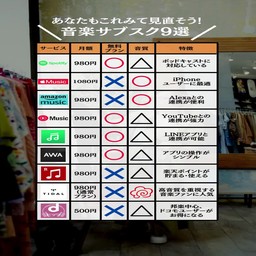 あなたもこれみて見直そう!
音楽サブスク9選
サービス 月額 無料プラン 音質 特徴
Spotify 980円 ○ △ ポッドキャストに対応している
Apple Music 1080円 × ○ iPhoneユーザーに最適
amazon music 980円 × ○ Alexaとの連携が便利
Music 980円 ○ △ YouTubeとの連携が強力
980円 ○ △ LINEアプリと連携が可能
AWA 980円 ○ △ アプリの操作がシンプル
980円 × △ 楽天ポイントが貯まる・使える
TIDAL 980円(通常プラン) × 高音質を重視する音楽ファンに人気
500円 × △ 邦楽中心、ドコモユーザーがお得になる